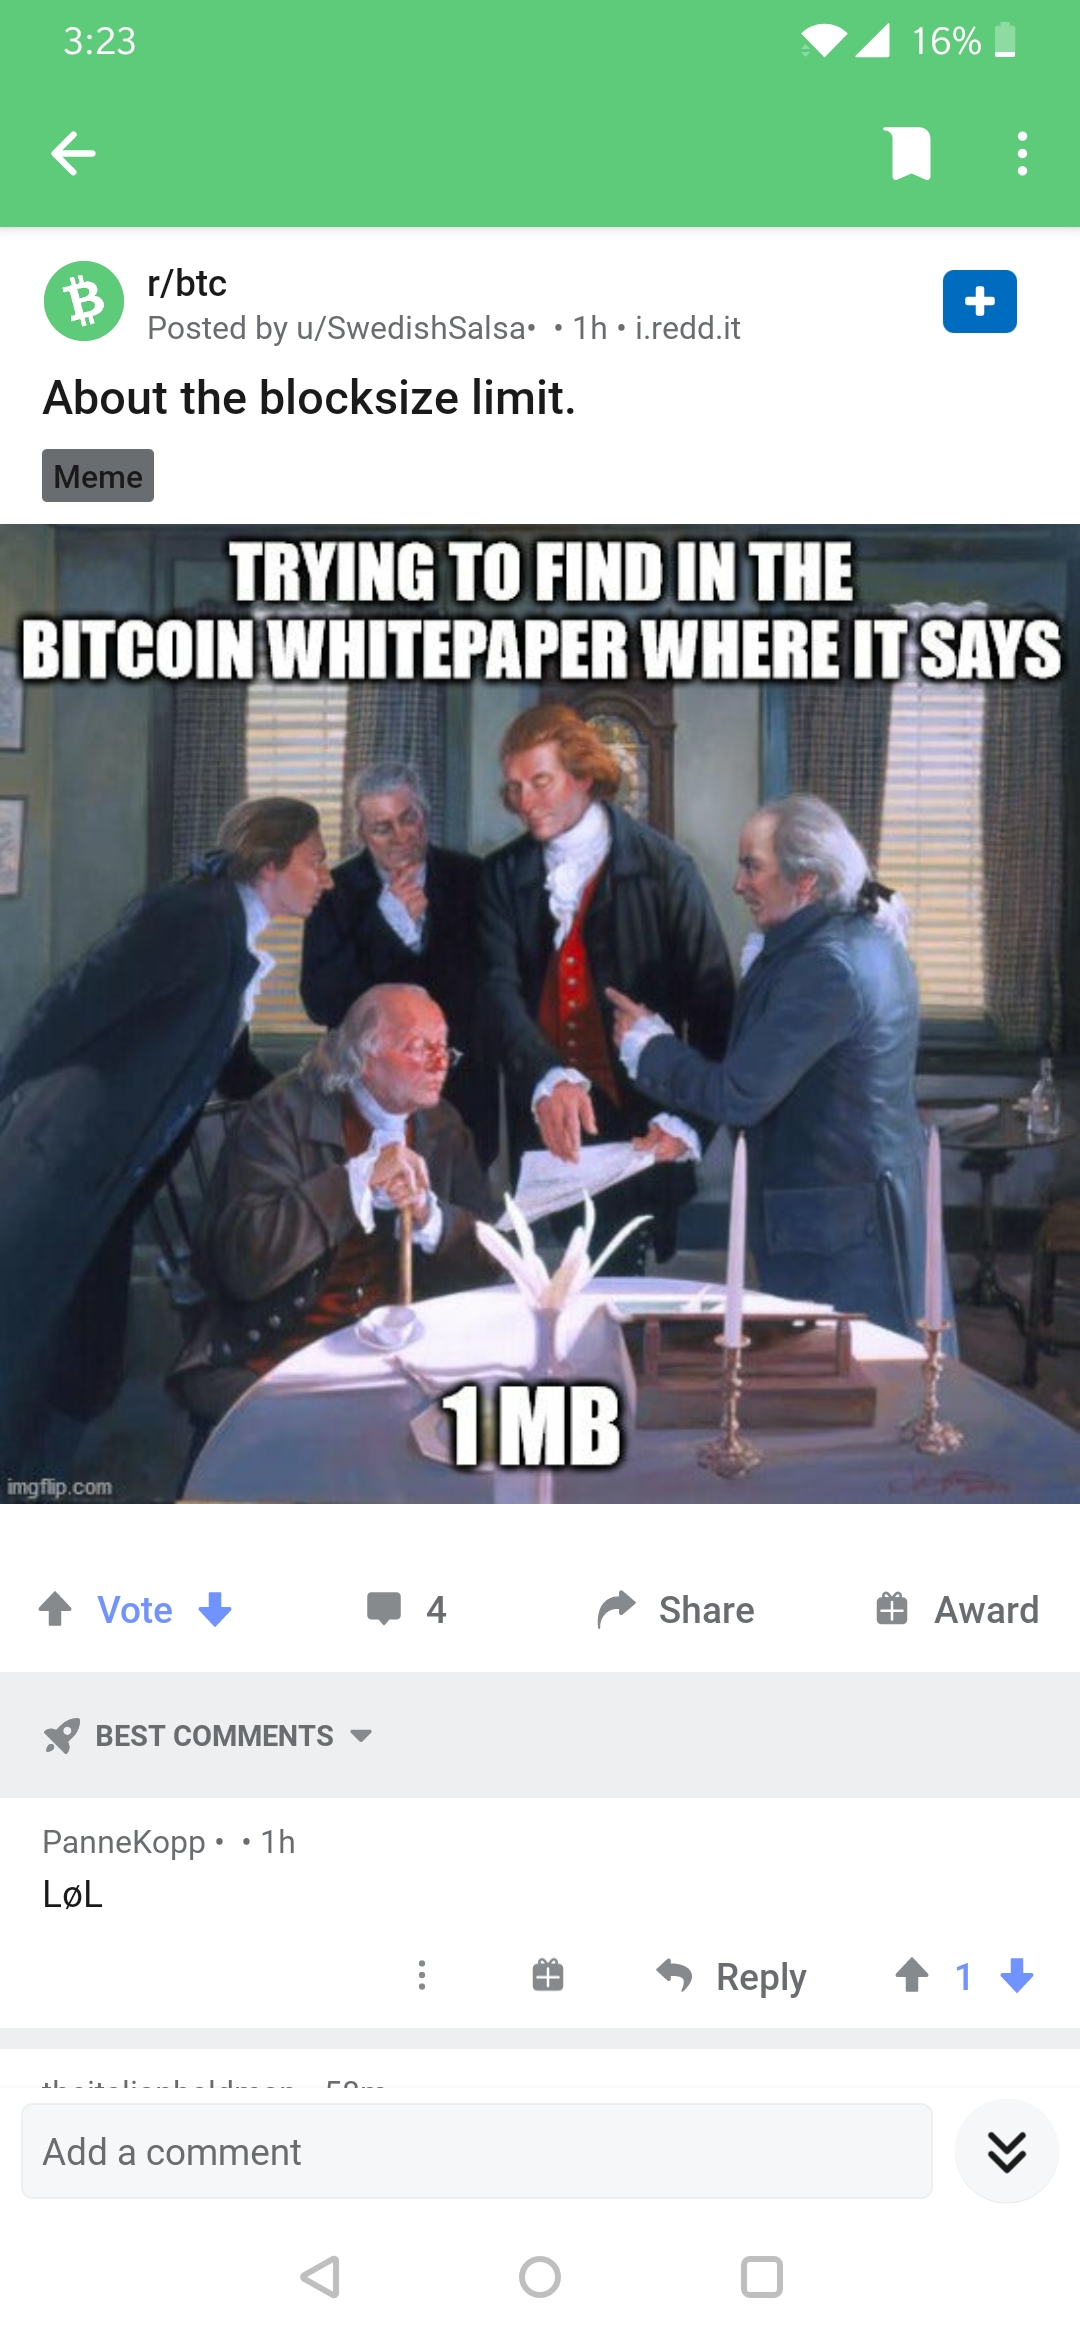 3:23
16%
r/btc
Posted by u/SwedishSalsa• • 1h • i.redd.it
About the blocksize limit.
Meme
TRYING TO FIND IN THE
BITCOIN WHITEPAPER WHERE IT SAYS
1 MB
imgflip.com
Vote
4
Share
Award
BEST COMMENTS
PanneKopp • • 1h
LøL
Reply
1
Add a comment